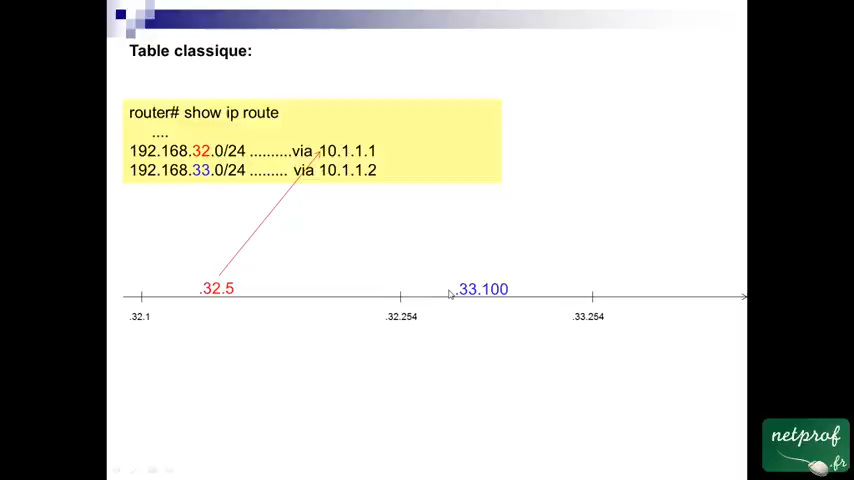 Table classique:
router# show ip route
....
192.168.32.0/24 ..........via 10.1.1.1
192.168.33.0/24 ......... via 10.1.1.2
.32.5
.33.100
.32.1
.32.254
.33.254
netprof
.fr